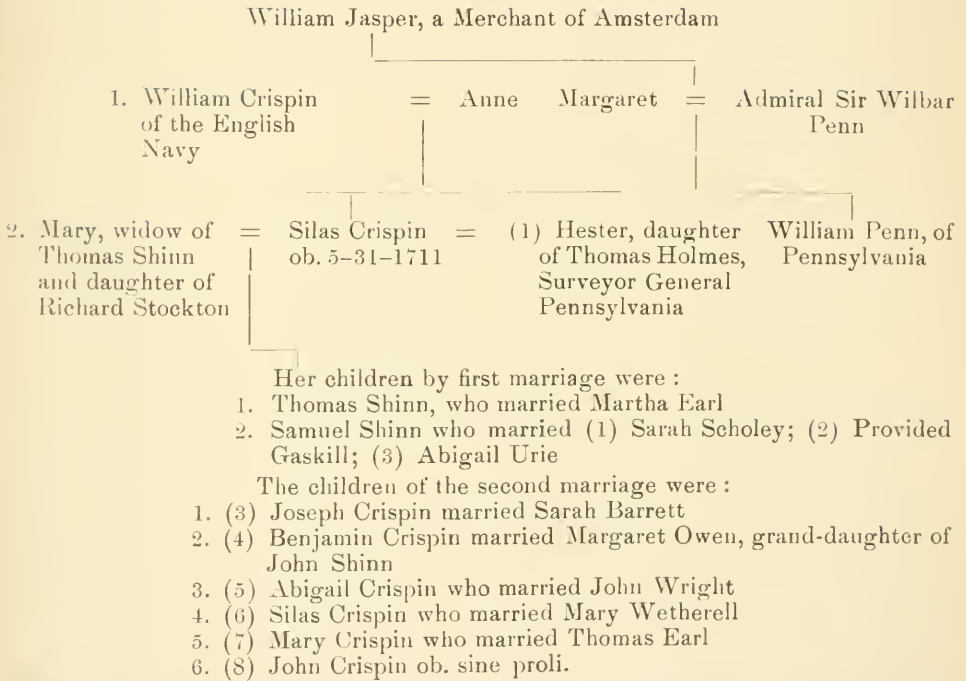 William Jasper, a Merchant of Amsterdam
1. William Crispin = Anne Margaret = Admiral Sir Wilbar
of the English Penn
Navy
2. Mary, widow of = Silas Crispin = (1) Hester, daughter William Penn, of
Thomas Shinn ob. 5-31-1711 of Thomas Holmes, Pennsylvania
and daughter of Surveyor General
Richard Stockton Pennsylvania
Her children by first marriage were :
1. Thomas Shinn, who married Martha Earl
2. Samuel Shinn who married (1) Sarah Scholey; (2) Provided
Gaskill; (3) Abigail Urie
The children of the second marriage were :
1. (3) Joseph Crispin married Sarah Barrett
2. (4) Benjamin Crispin married Margaret Owen, grand-daughter of
John Shinn
3. (5) Abigail Crispin who married John Wright
4. (6) Silas Crispin who married Mary Wetherell
5. (7) Mary Crispin who married Thomas Earl
6. (8) John Crispin ob. sine proli.